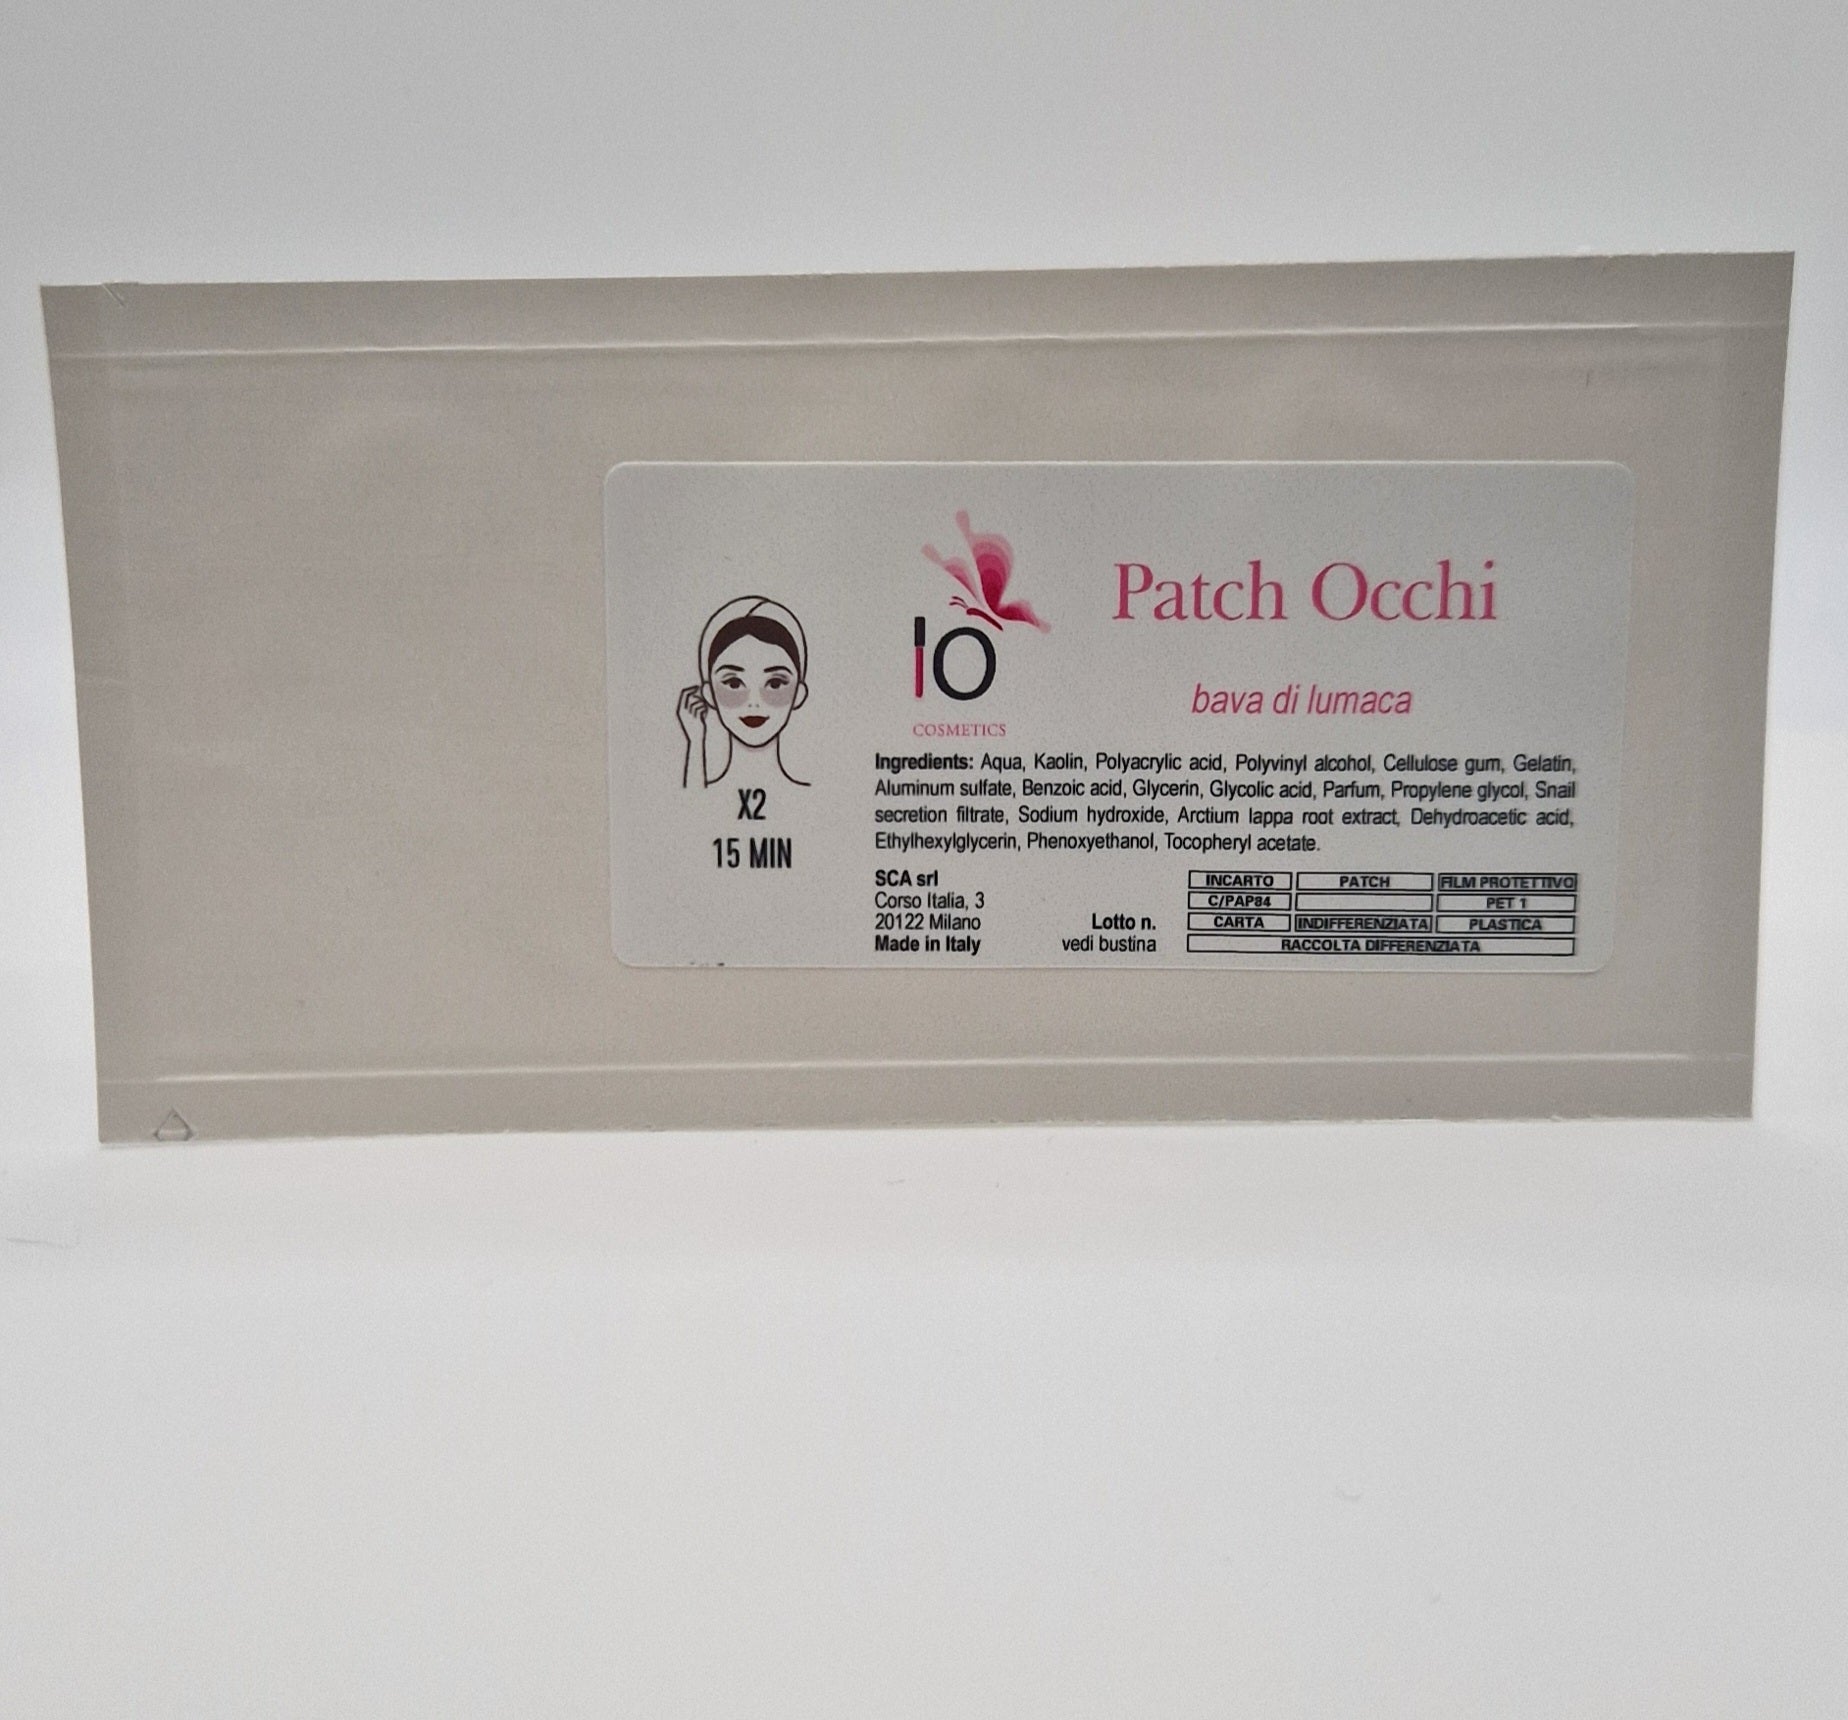 Patch Occhi
IO
COSMETICS
bava di lumaca
X2
15 MIN
Ingredients: Aqua, Kaolin, Polyacrylic acid, Polyvinyl alcohol, Cellulose gum, Gelatin,
Aluminum sulfate, Benzoic acid, Glycerin, Glycolic acid, Parfum, Propylene glycol, Snail
secretion filtrate, Sodium hydroxide, Arctium lappa root extract, Dehydroacetic acid,
Ethylhexylglycerin, Phenoxyethanol, Tocopheryl acetate.
SCA srl
Corso Italia, 3
20122 Milano
Made in Italy
Lotto n.
vedi bustina
INCARTO PATCH FILM PROTETTIVO
C/PAP84 PET 1
CARTA INDIFFERENZIATA PLASTICA
RACCOLTA DIFFERENZIATA